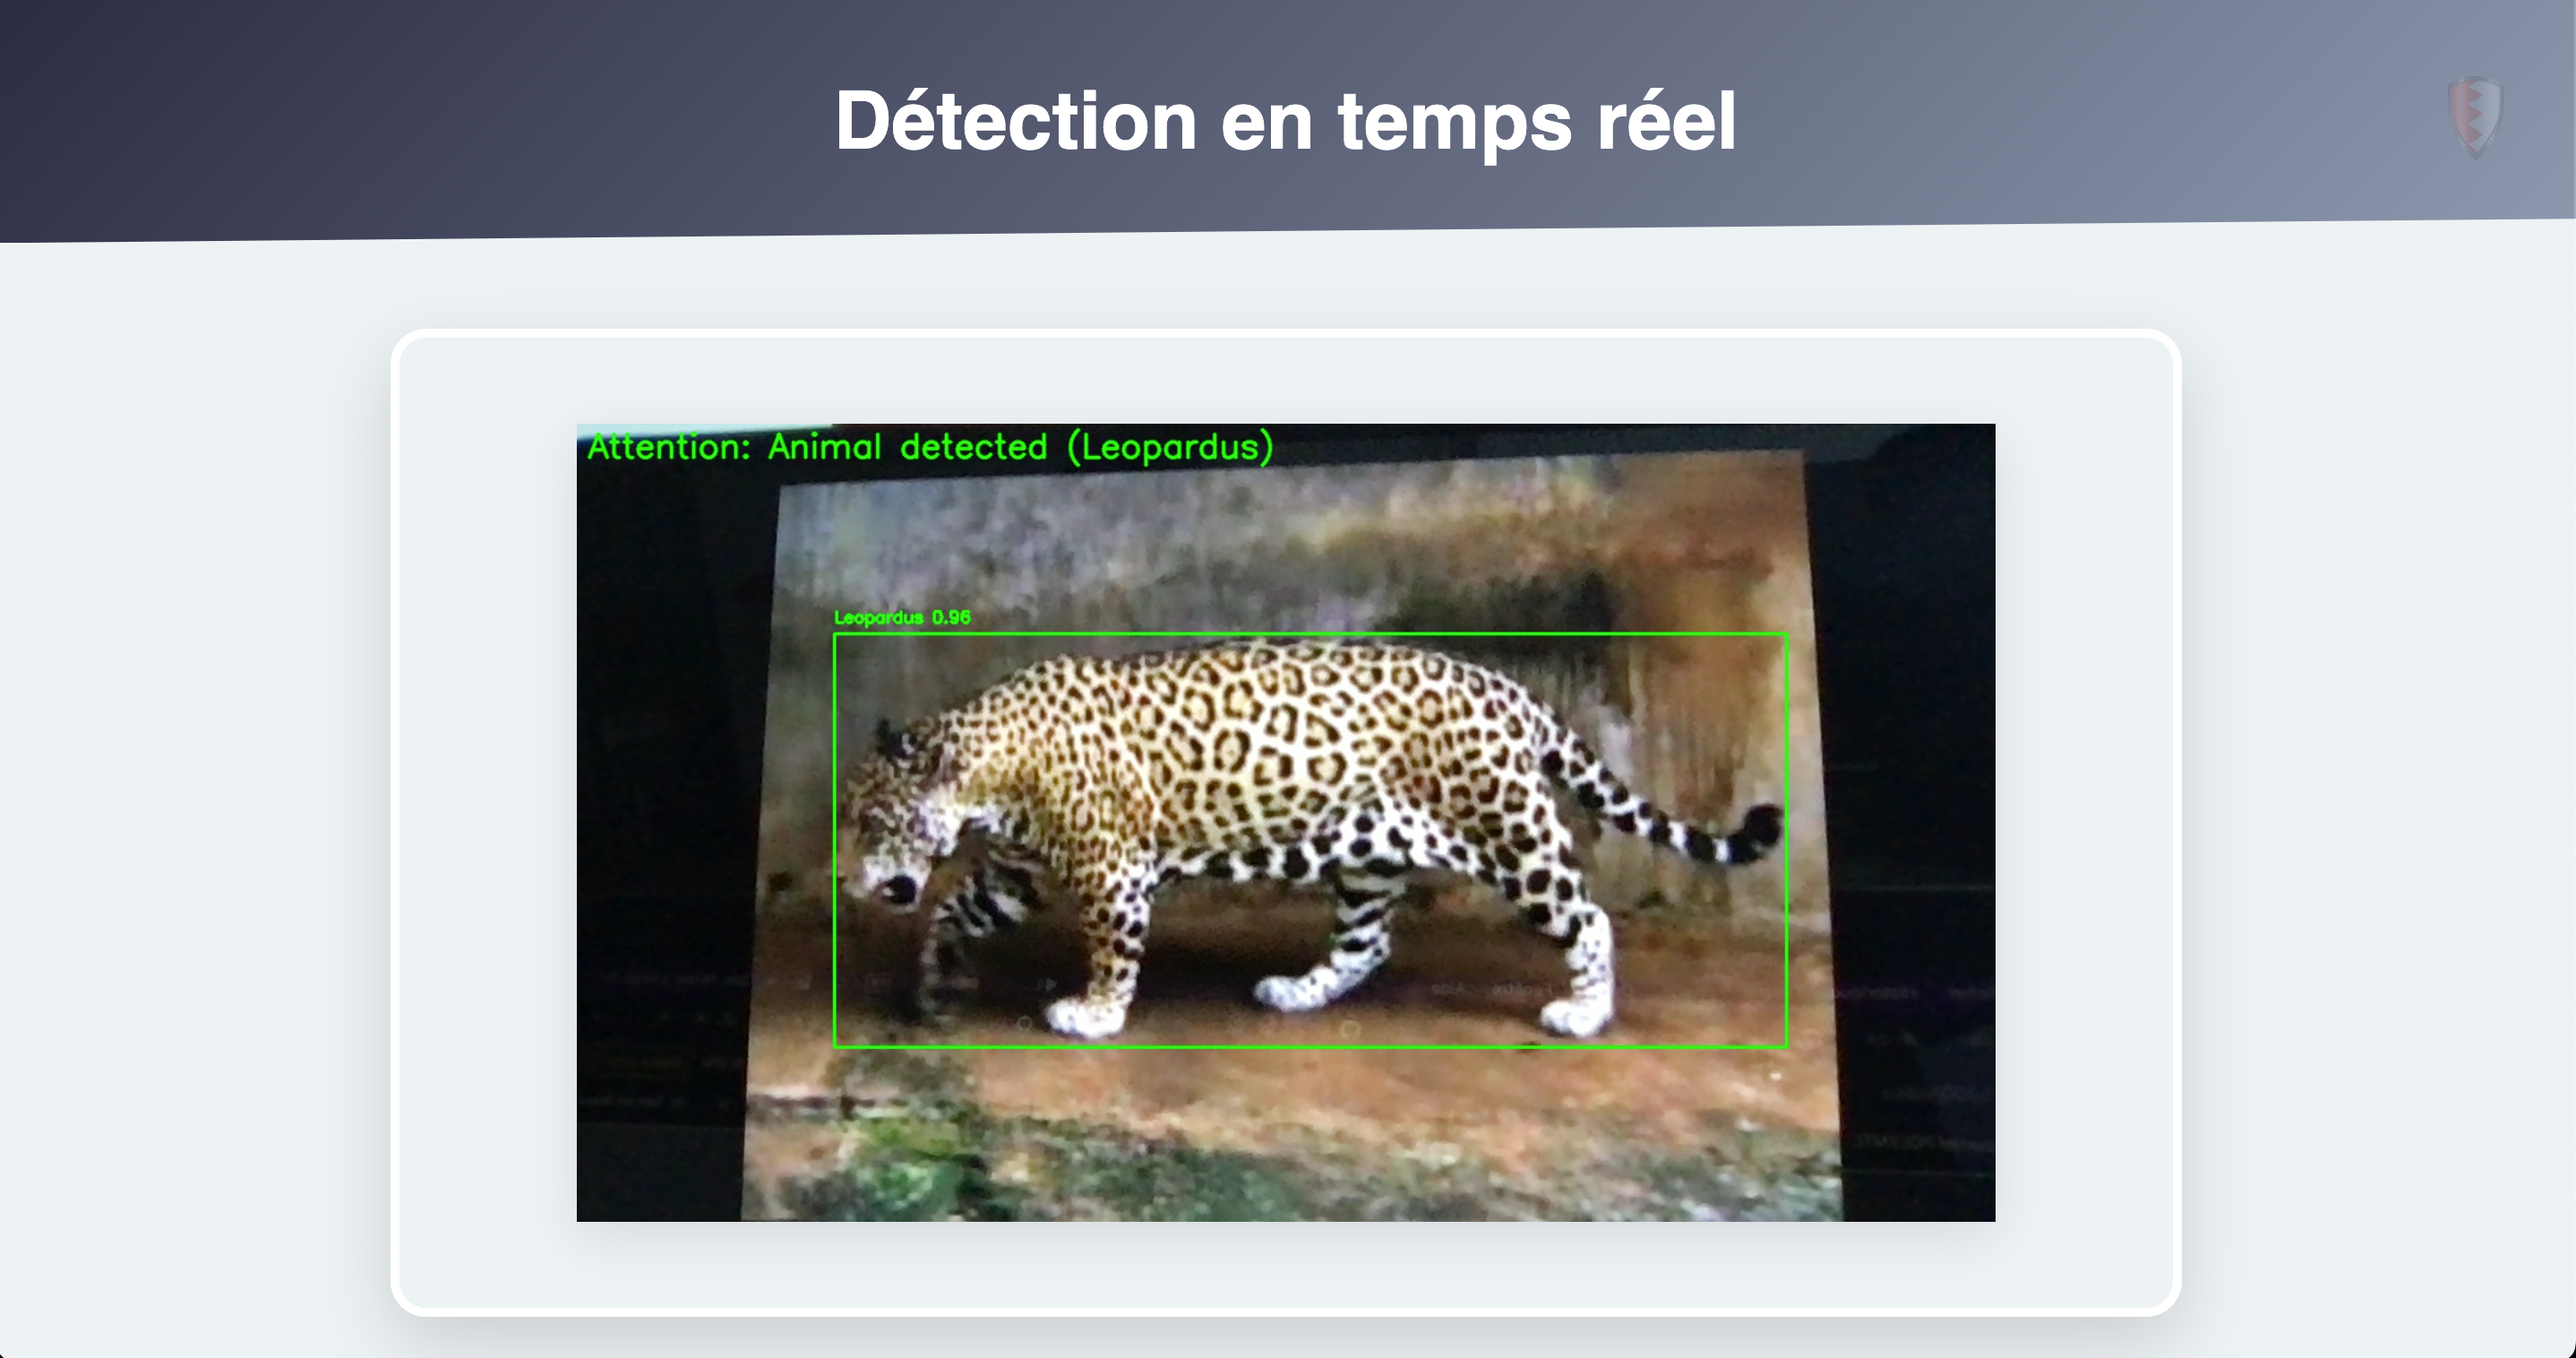 Détection en temps réel
Attention: Animal detected (Leopardus)
Leopardus 0.96